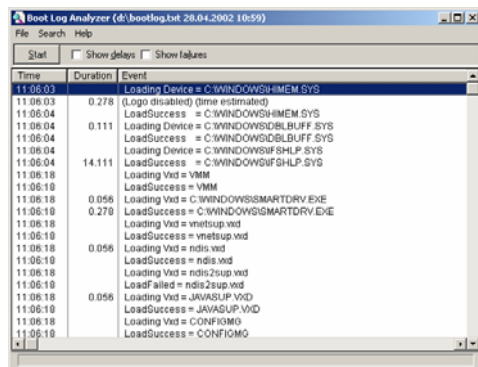 Boot Log Analyzer (d:\bootlog.txt 28.04.2002 10:59)
File Search Help
Start Show delays Show failures
Time Duration Event
11:06:03 Loading Device = C:\WINDOWS\HIMEM.SYS
11:06:03 0.278 (Logo disabled) (time estimated)
11:06:04 LoadSuccess = C:\WINDOWS\HIMEM.SYS
11:06:04 0.111 Loading Device = C:\WINDOWS\DBLBUFF.SYS
11:06:04 LoadSuccess = C:\WINDOWS\DBLBUFF.SYS
11:06:04 Loading Device = C:\WINDOWS\IFSHLP.SYS
11:06:04 14.111 LoadSuccess = C:\WINDOWS\IFSHLP.SYS
11:06:18 Loading Vxd = VMM
11:06:18 LoadSuccess = VMM
11:06:18 0.056 Loading Vxd = C:\WINDOWS\SMARTDRV.EXE
11:06:18 0.278 LoadSuccess = C:\WINDOWS\SMARTDRV.EXE
11:06:18 Loading Vxd = vnetsup.vxd
11:06:18 LoadSuccess = vnetsup.vxd
11:06:18 0.056 Loading Vxd = ndis.vxd
11:06:18 LoadSuccess = ndis.vxd
11:06:18 Loading Vxd = ndis2sup.vxd
11:06:18 LoadFailed = ndis2sup.vxd
11:06:18 0.056 Loading Vxd = JAVASUP.VXD
11:06:18 LoadSuccess = JAVASUP.VXD
11:06:18 Loading Vxd = CONFIGMG
11:06:18 LoadSuccess = CONFIGMG